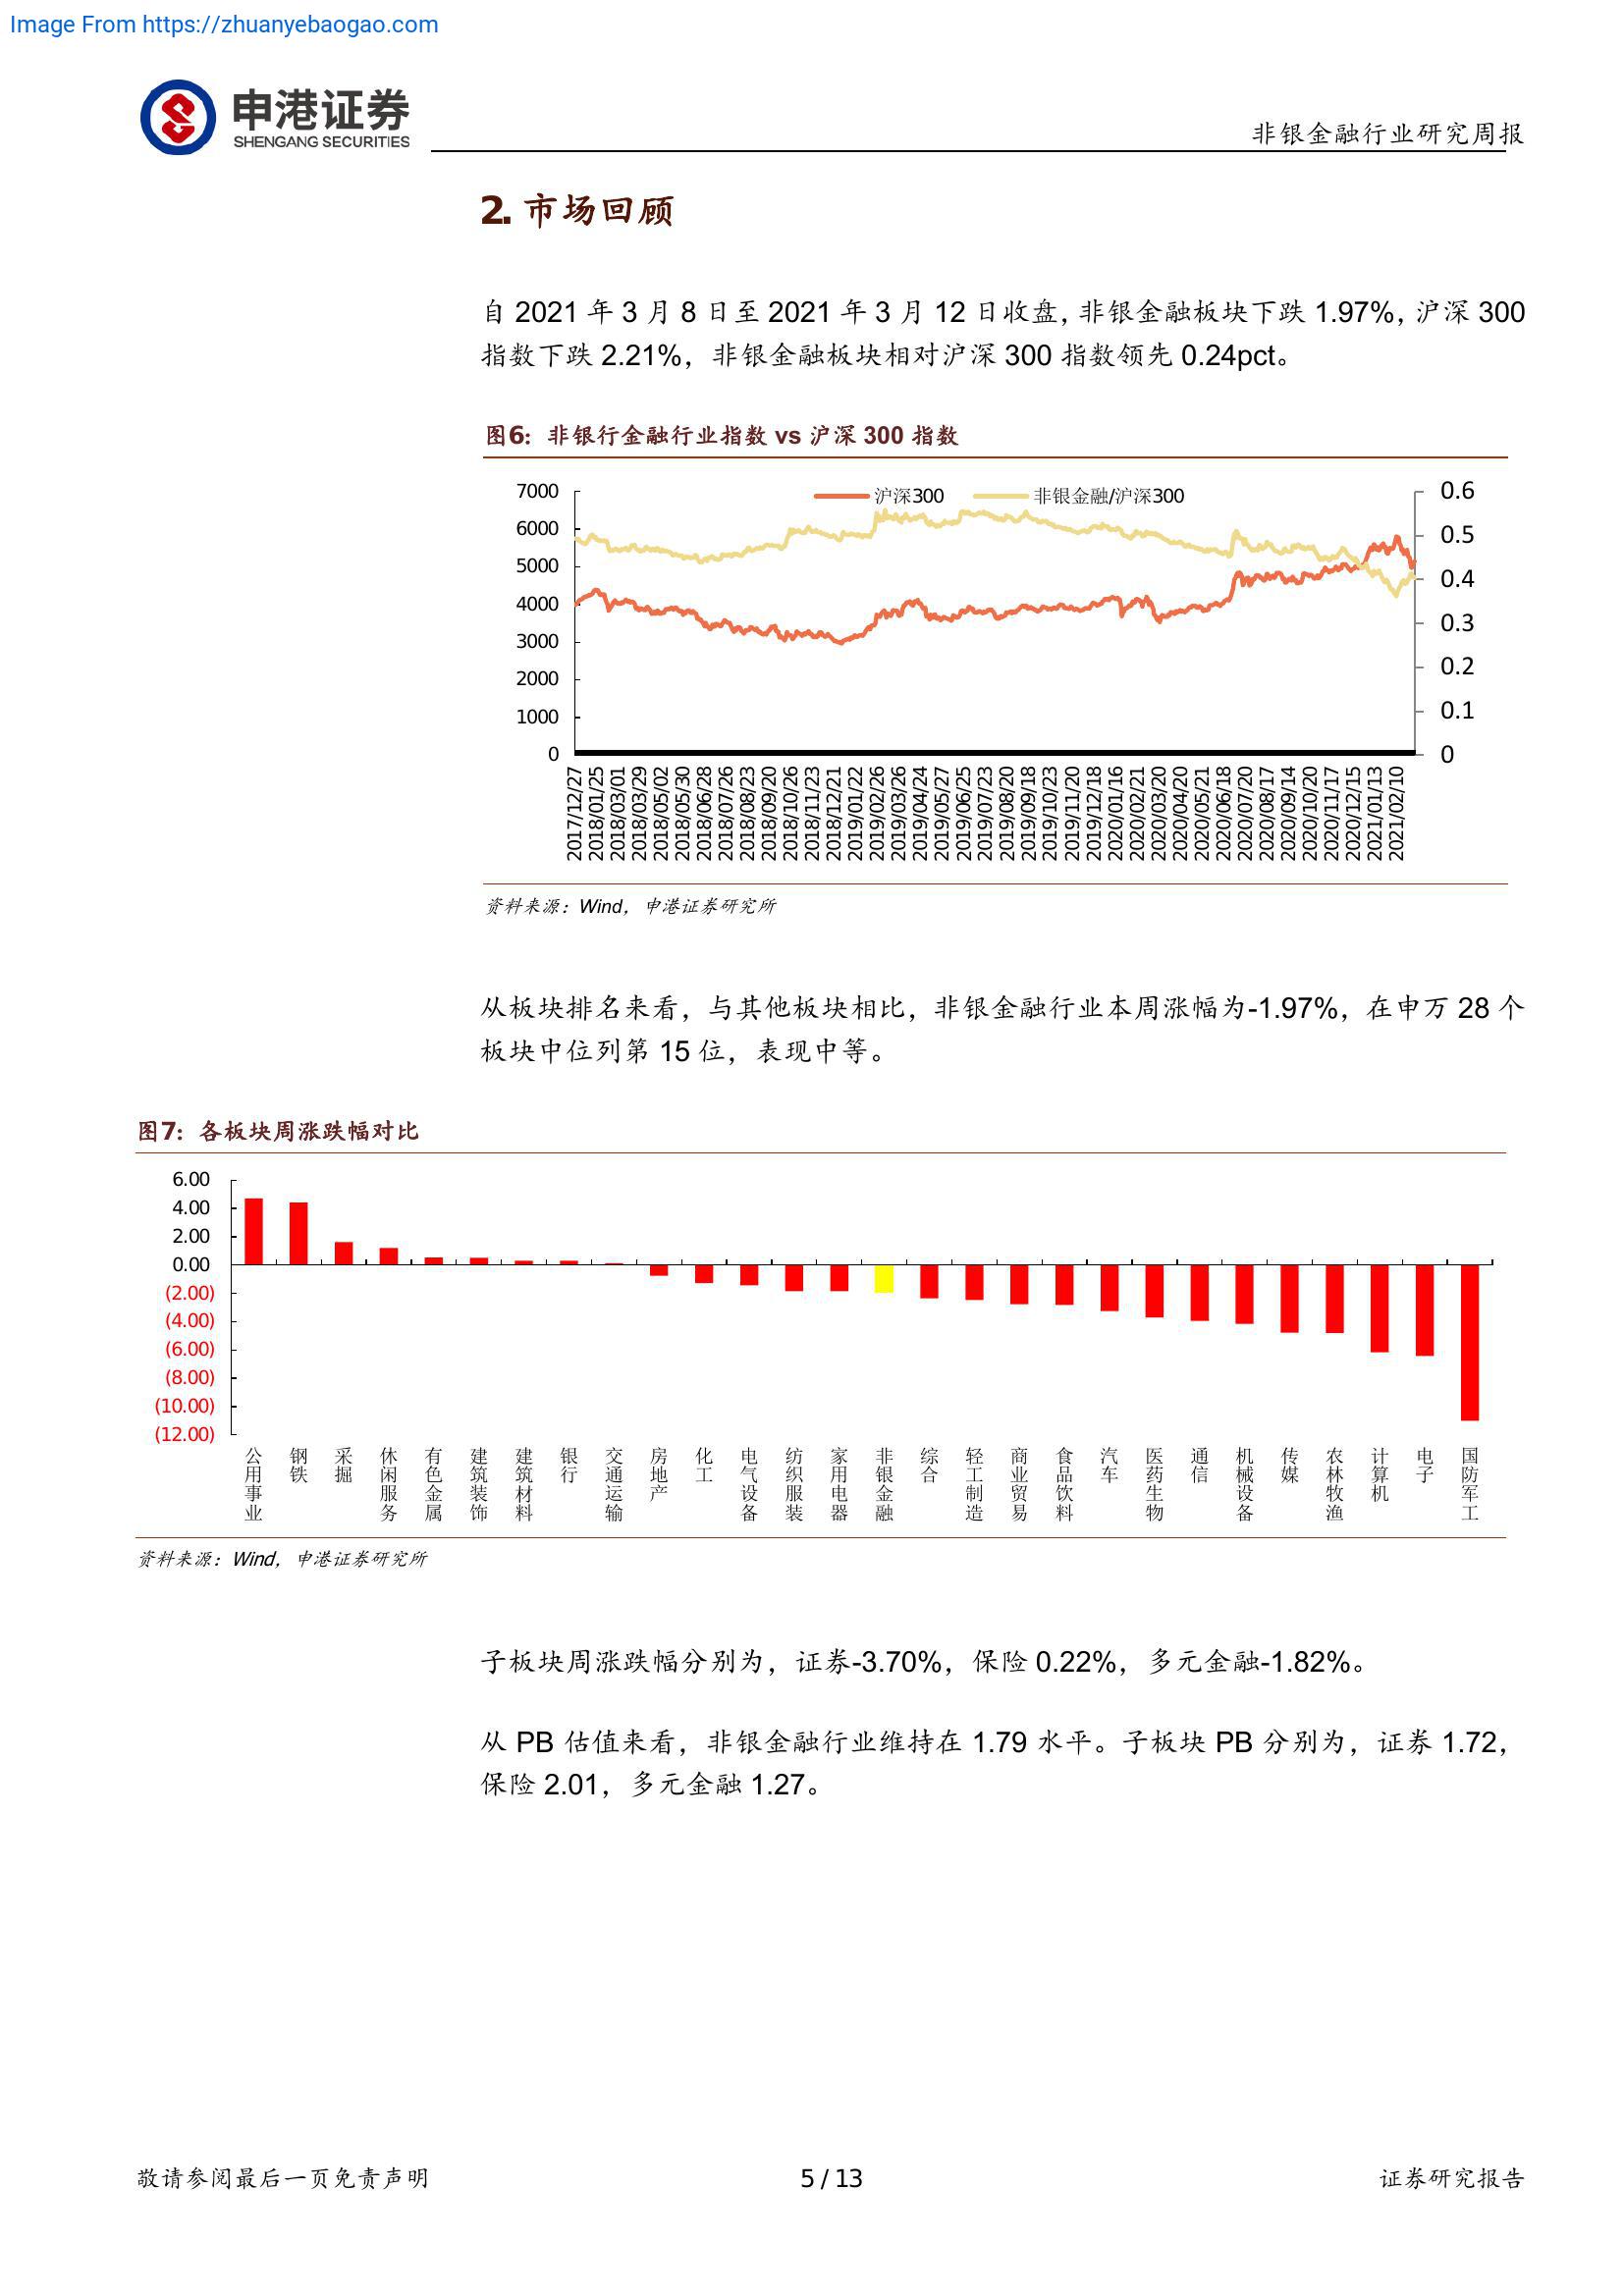 Image From https://zhuanyebaogao.com
申港证券
SHENGANG SECURITIES
非银金融行业研究周报
2. 市场回顾
自 2021 年 3 月 8 日至 2021 年 3 月 12 日收盘，非银金融板块下跌 1.97%，沪深 300
指数下跌 2.21%，非银金融板块相对沪深 300 指数领先 0.24pct。
图6：非银行金融行业指数 vs 沪深 300 指数
沪深300
非银金融/沪深300
7000
6000
5000
4000
3000
2000
1000
0
0.6
0.5
0.4
0.3
0.2
0.1
0
2017/12/27
2018/01/25
2018/03/01
2018/03/29
2018/05/02
2018/05/30
2018/06/28
2018/07/26
2018/08/23
2018/09/20
2018/10/26
2018/11/23
2018/12/21
2019/01/22
2019/02/26
2019/03/26
2019/04/24
2019/05/27
2019/06/25
2019/07/23
2019/08/20
2019/09/18
2019/10/23
2019/11/20
2019/12/18
2020/01/16
2020/02/21
2020/03/20
2020/04/20
2020/05/21
2020/06/18
2020/07/20
2020/08/17
2020/09/14
2020/10/20
2020/11/17
2020/12/15
2021/01/13
2021/02/10
资料来源：Wind，申港证券研究所
从板块排名来看，与其他板块相比，非银金融行业本周涨幅为-1.97%，在申万 28 个
板块中位列第 15 位，表现中等。
图7：各板块周涨跌幅对比
6.00
4.00
2.00
0.00
(2.00)
(4.00)
(6.00)
(8.00)
(10.00)
(12.00)
公用事业
钢铁
采掘
休闲服务
有色金属
建筑装饰
建筑材料
银行
交通运输
房地产
化工
电气设备
纺织服装
家用电器
非银金融
综合
轻工制造
商业贸易
食品饮料
汽车
医药生物
通信
机械设备
传媒
农林牧渔
计算机
电子
国防军工
资料来源：Wind，申港证券研究所
子板块周涨跌幅分别为，证券-3.70%，保险 0.22%，多元金融-1.82%。
从 PB 估值来看，非银金融行业维持在 1.79 水平。子板块 PB 分别为，证券 1.72，
保险 2.01，多元金融 1.27。
敬请参阅最后一页免责声明
5 / 13
证券研究报告